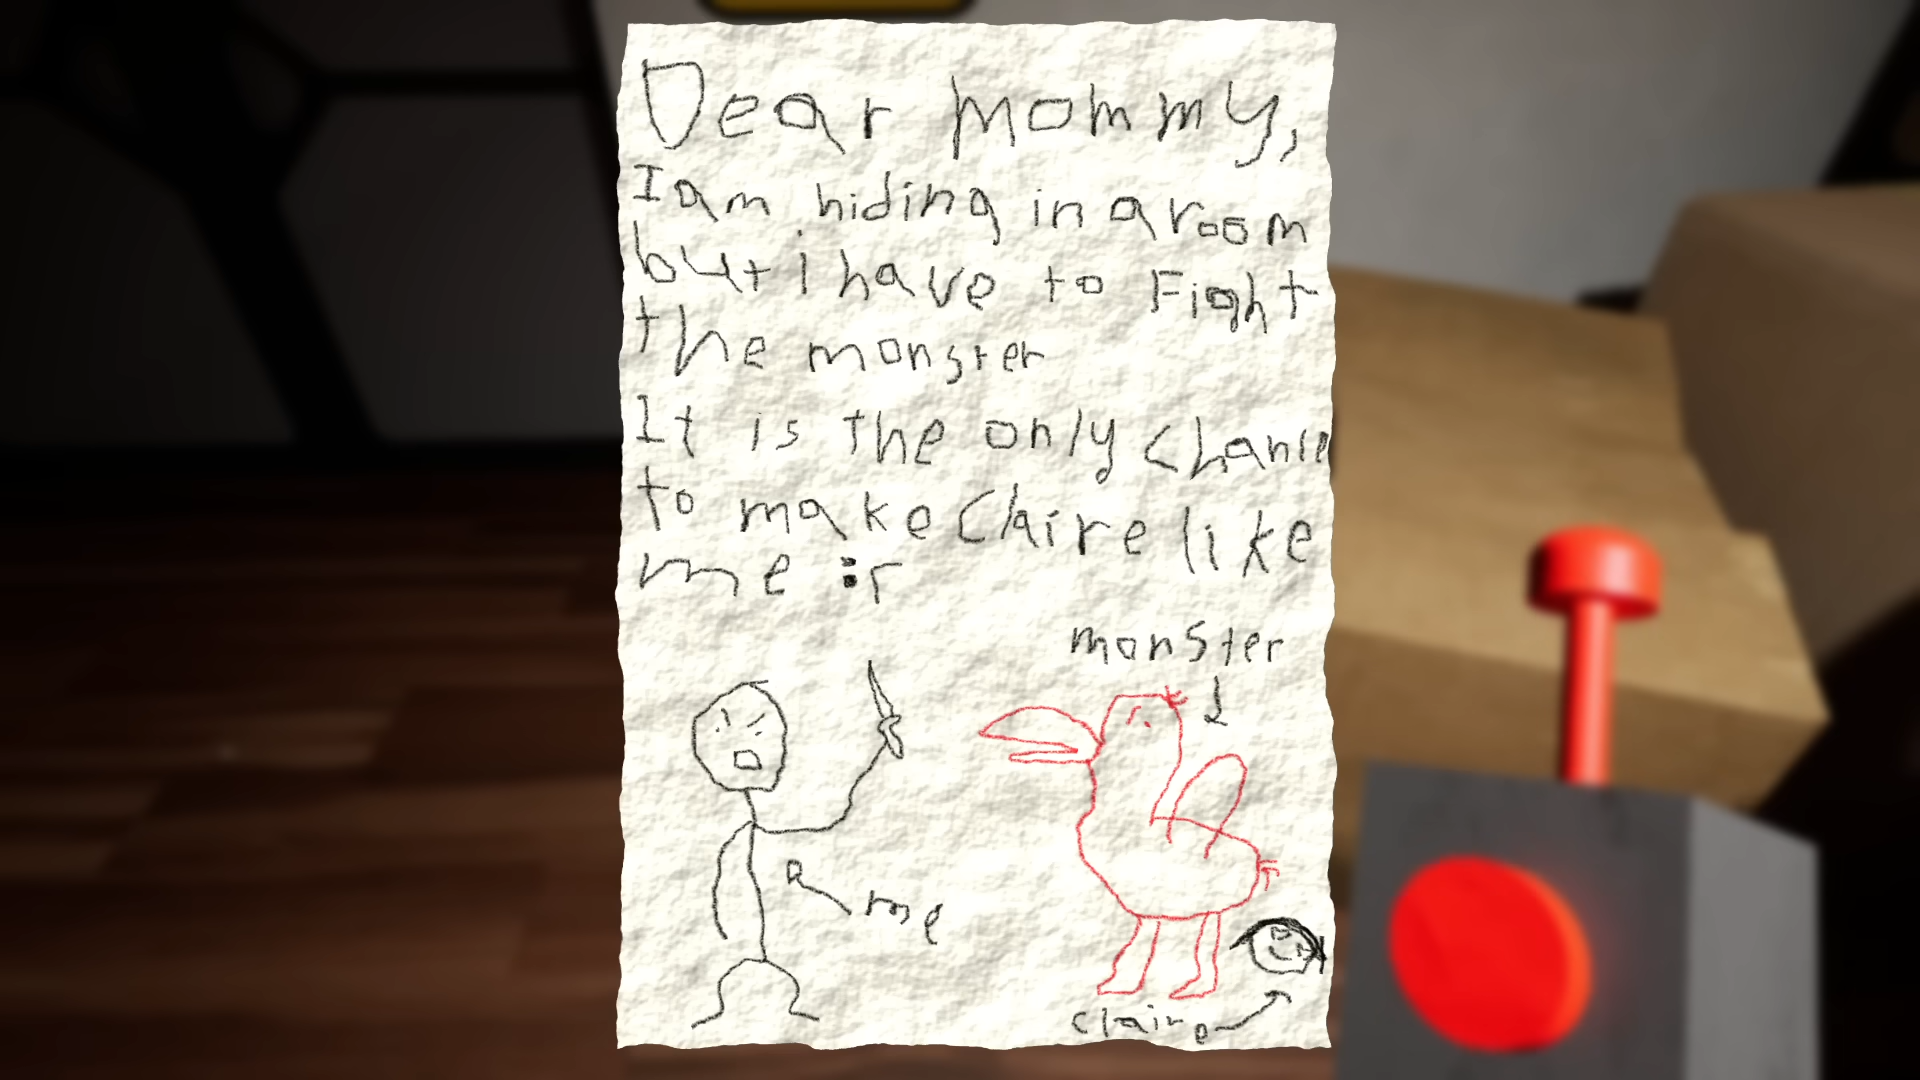 Dear mommy,
I am hiding in a room
but i have to Fight
the monster
It is the only chance
to make Claire like
me :r
monster
me
claire